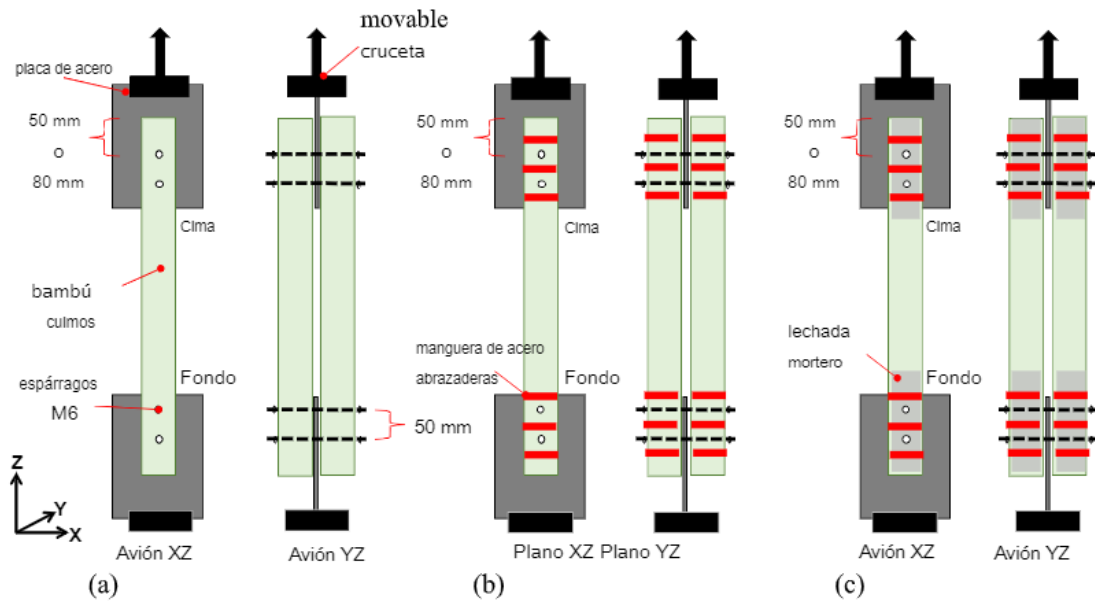 movable
cruceta
placa de acero
50 mm
O
80 mm
Cima
bambú
culmos
espárragos
M6
Fondo
50 mm
Z
Y
X
Avión XZ
Avión YZ
(a)
50 mm
O
80 mm
Cima
manguera de acero
abrazaderas
Fondo
Plano XZ Plano YZ
(b)
50 mm
O
80 mm
Cima
lechada
mortero
Fondo
Avión XZ
Avión YZ
(c)